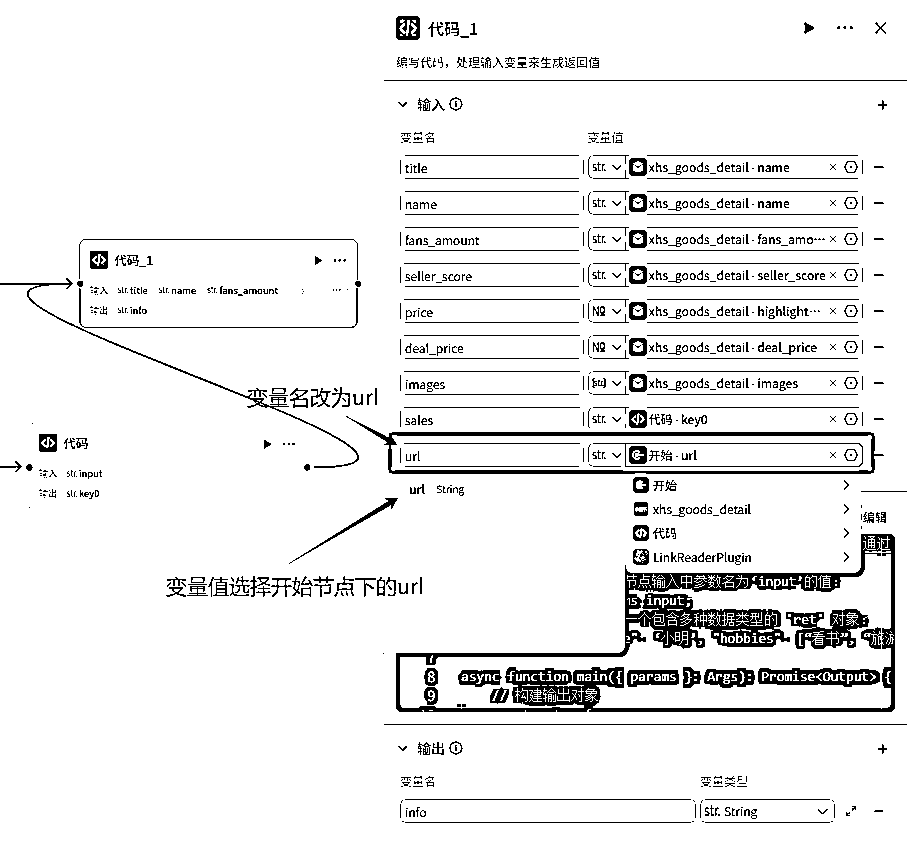 代码_1
编写代码，处理输入变量来生成返回值
输入
变量名 变量值
title str. xhs_goods_detail · name
name str. xhs_goods_detail · name
fans_amount str. xhs_goods_detail · fans_amo···
seller_score str. xhs_goods_detail · seller_score
price xhs_goods_detail · highlight···
deal_price xhs_goods_detail · deal_price
images xhs_goods_detail · images
sales str. 代码 · key0
url str. 开始 · url
url String
开始
xhs_goods_detail
代码
LinkReaderPlugin
编辑
通过
节点输入中参数名为 'input' 的值：
input;
一个包含多种数据类型的 'ret' 对象：
"小明", "hobbies": ["看书", "旅游
7
8 async function main({ params }: Args): Promise<Output> {
9 // 构建输出对象
输出
变量名 变量类型
info str. String
代码_1
输入 str.title str.name str.fans_amount
输出 str.info
变量名改为url
代码
输入 str.input
输出 str.key0
变量值选择开始节点下的url